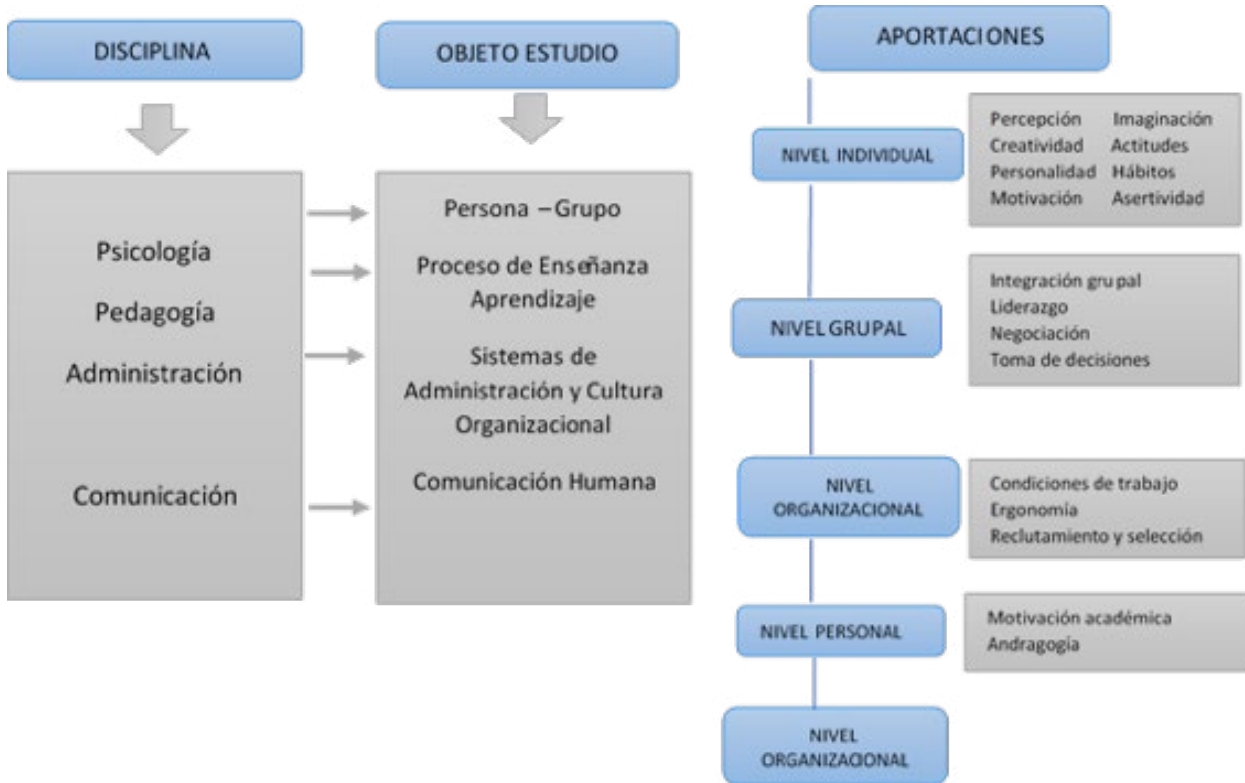 DISCIPLINA
Psicología
Pedagogía
Administración
Comunicación
OBJETO ESTUDIO
Persona – Grupo
Proceso de Enseñanza
Aprendizaje
Sistemas de
Administración y Cultura
Organizacional
Comunicación Humana
APORTACIONES
NIVEL INDIVIDUAL
Percepción Imaginación
Creatividad Actitudes
Personalidad Hábitos
Motivación Asertividad
NIVEL GRUPAL
Integración grupal
Liderazgo
Negociación
Toma de decisiones
NIVEL
ORGANIZACIONAL
Condiciones de trabajo
Ergonomía
Reclutamiento y selección
NIVEL PERSONAL
Motivación académica
Andragogía
NIVEL
ORGANIZACIONAL